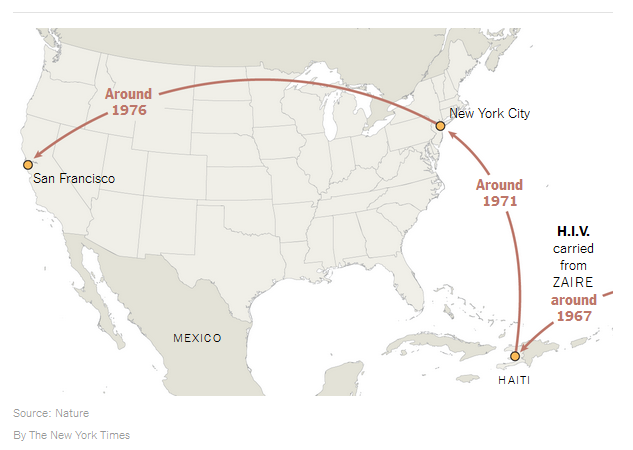 Around
1976
New York City
San Francisco
Around
1971
H.I.V.
carried
from
ZAIRE
around
1967
MEXICO
HAITI
Source: Nature
By The New York Times